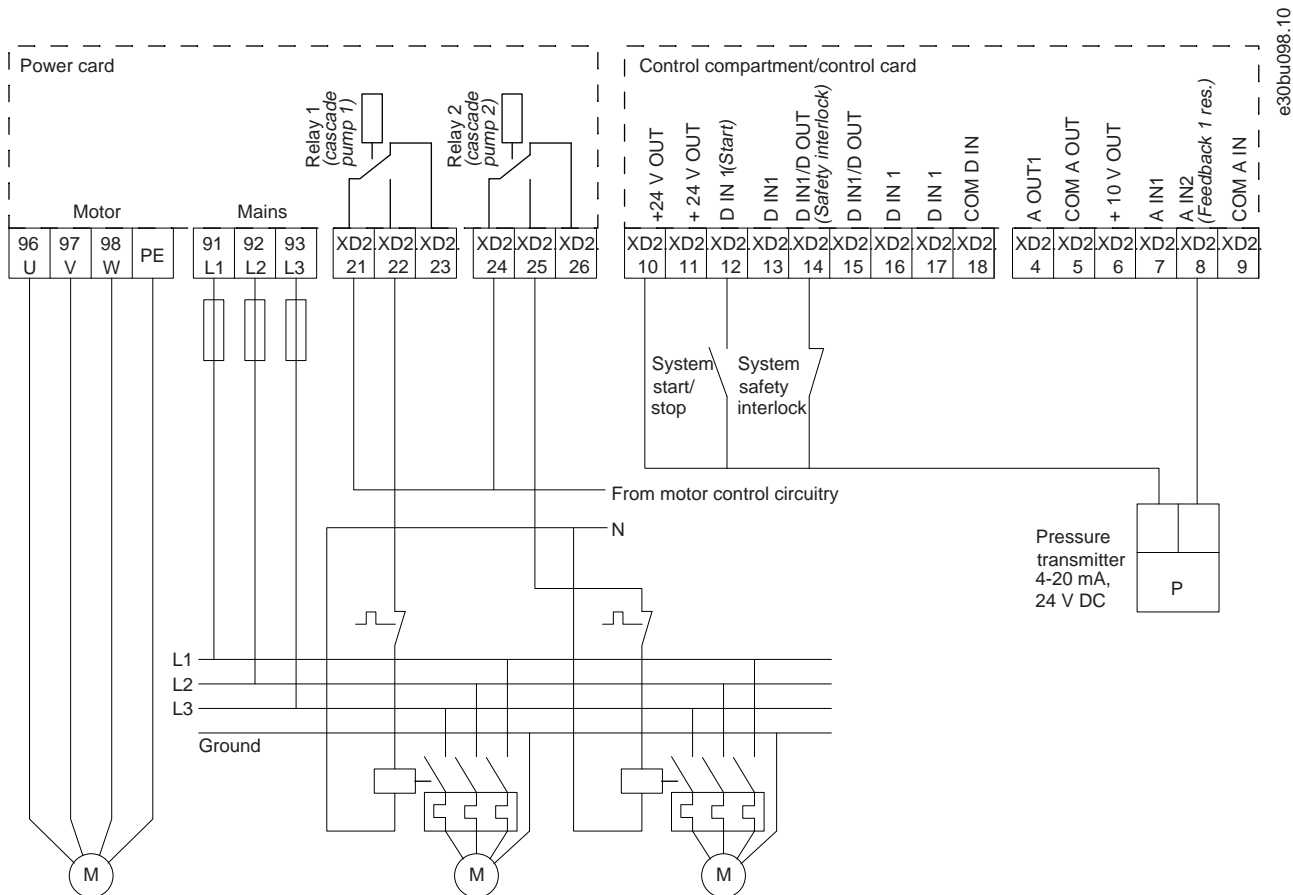 e30bu098.10
Power card
Relay 1
(cascade
pump 1)
Relay 2
(cascade
pump 2)
Motor
Mains
96
U
97
V
98
W
PE
91
L1
92
L2
93
L3
XD2.
21
XD2.
22
XD2.
23
XD2.
24
XD2.
25
XD2.
26
Control compartment/control card
+24 V OUT
+ 24 V OUT
D IN 1(Start)
D IN1
D IN1/D OUT
(Safety interlock)
D IN1/D OUT
D IN 1
D IN 1
COM D IN
A OUT1
COM A OUT
+ 10 V OUT
A IN1
A IN2
(Feedback 1 res.)
COM A IN
XD2.
10
XD2.
11
XD2.
12
XD2.
13
XD2.
14
XD2.
15
XD2.
16
XD2.
17
XD2.
18
XD2.
4
XD2.
5
XD2.
6
XD2.
7
XD2.
8
XD2.
9
System
start/
stop
System
safety
interlock
From motor control circuitry
N
Pressure
transmitter
4-20 mA,
24 V DC
P
L1
L2
L3
Ground
M
M
M